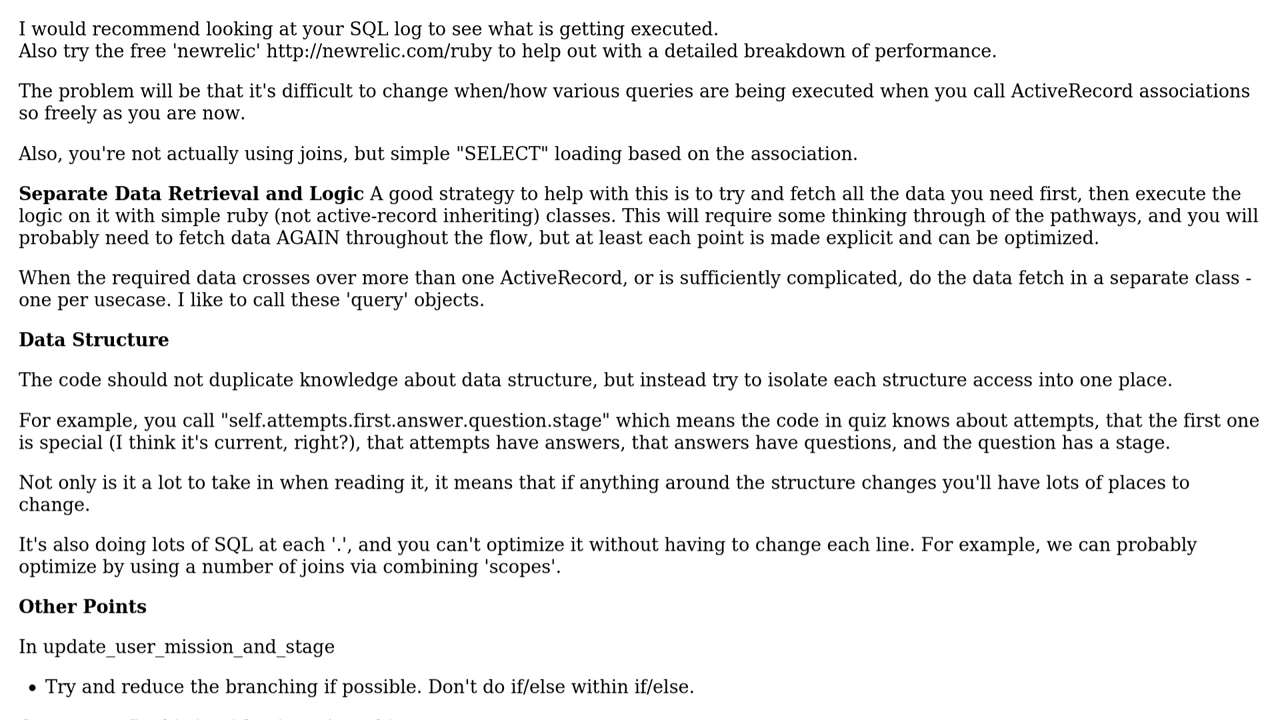 I would recommend looking at your SQL log to see what is getting executed.
Also try the free 'newrelic' http://newrelic.com/ruby to help out with a detailed breakdown of performance.
The problem will be that it's difficult to change when/how various queries are being executed when you call ActiveRecord associations
so freely as you are now.
Also, you're not actually using joins, but simple "SELECT" loading based on the association.
Separate Data Retrieval and Logic A good strategy to help with this is to try and fetch all the data you need first, then execute the
logic on it with simple ruby (not active-record inheriting) classes. This will require some thinking through of the pathways, and you will
probably need to fetch data AGAIN throughout the flow, but at least each point is made explicit and can be optimized.
When the required data crosses over more than one ActiveRecord, or is sufficiently complicated, do the data fetch in a separate class -
one per usecase. I like to call these 'query' objects.
Data Structure
The code should not duplicate knowledge about data structure, but instead try to isolate each structure access into one place.
For example, you call "self.attempts.first.answer.question.stage" which means the code in quiz knows about attempts, that the first one
is special (I think it's current, right?), that attempts have answers, that answers have questions, and the question has a stage.
Not only is it a lot to take in when reading it, it means that if anything around the structure changes you'll have lots of places to
change.
It's also doing lots of SQL at each '.', and you can't optimize it without having to change each line. For example, we can probably
optimize by using a number of joins via combining 'scopes'.
Other Points
In update_user_mission_and_stage
• Try and reduce the branching if possible. Don't do if/else within if/else.